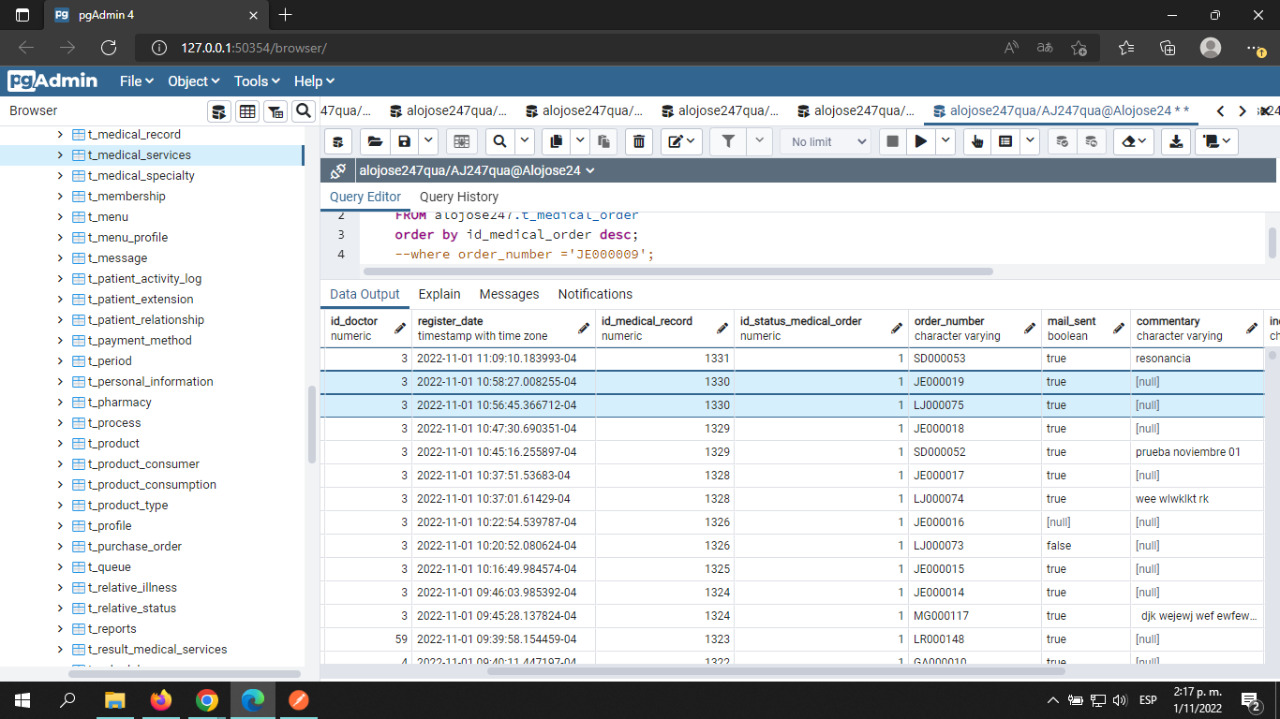 pgAdmin 4
127.0.0.1:50354/browser/
pgAdmin File Object Tools Help
Browser
47qua/... alojose247qua/... alojose247qua/... alojose247qua/... alojose247qua/... alojose247qua/AJ247qua@Alojose24 * *
No limit
alojose247qua/AJ247qua@Alojose24
Query Editor Query History
2 FROM alojose247.t_medical_order
3 order by id_medical_order desc;
4 --where order_number ='JE000009';
Data Output Explain Messages Notifications
t_medical_record
t_medical_services
t_medical_specialty
t_membership
t_menu
t_menu_profile
t_message
t_patient_activity_log
t_patient_extension
t_patient_relationship
t_payment_method
t_period
t_personal_information
t_pharmacy
t_process
t_product
t_product_consumer
t_product_consumption
t_product_type
t_profile
t_purchase_order
t_queue
t_relative_illness
t_relative_status
t_reports
t_result_medical_services
id_doctor register_date id_medical_record id_status_medical_order order_number mail_sent commentary
numeric timestamp with time zone numeric numeric character varying boolean character varying
3 2022-11-01 11:09:10.183993-04 1331 1 SD000053 true resonancia
3 2022-11-01 10:58:27.008255-04 1330 1 JE000019 true [null]
3 2022-11-01 10:56:45.366712-04 1330 1 LJ000075 true [null]
3 2022-11-01 10:47:30.690351-04 1329 1 JE000018 true [null]
3 2022-11-01 10:45:16.255897-04 1329 1 SD000052 true prueba noviembre 01
3 2022-11-01 10:37:51.53683-04 1328 1 JE000017 true [null]
3 2022-11-01 10:37:01.61429-04 1328 1 LJ000074 true wee wlwklkt rk
3 2022-11-01 10:22:54.539787-04 1326 1 JE000016 [null] [null]
3 2022-11-01 10:20:52.080624-04 1326 1 LJ000073 false [null]
3 2022-11-01 10:16:49.984574-04 1325 1 JE000015 true [null]
3 2022-11-01 09:46:03.985392-04 1324 1 JE000014 true [null]
3 2022-11-01 09:45:28.137824-04 1324 1 MG000117 true djk wejewj wef ewfew...
59 2022-11-01 09:39:58.154459-04 1323 1 LR000148 true [null]
4 2022-11-01 09:40:11.447197-04 1322 1 GA000010 true [null]
ESP
2:17 p. m.
1/11/2022
2